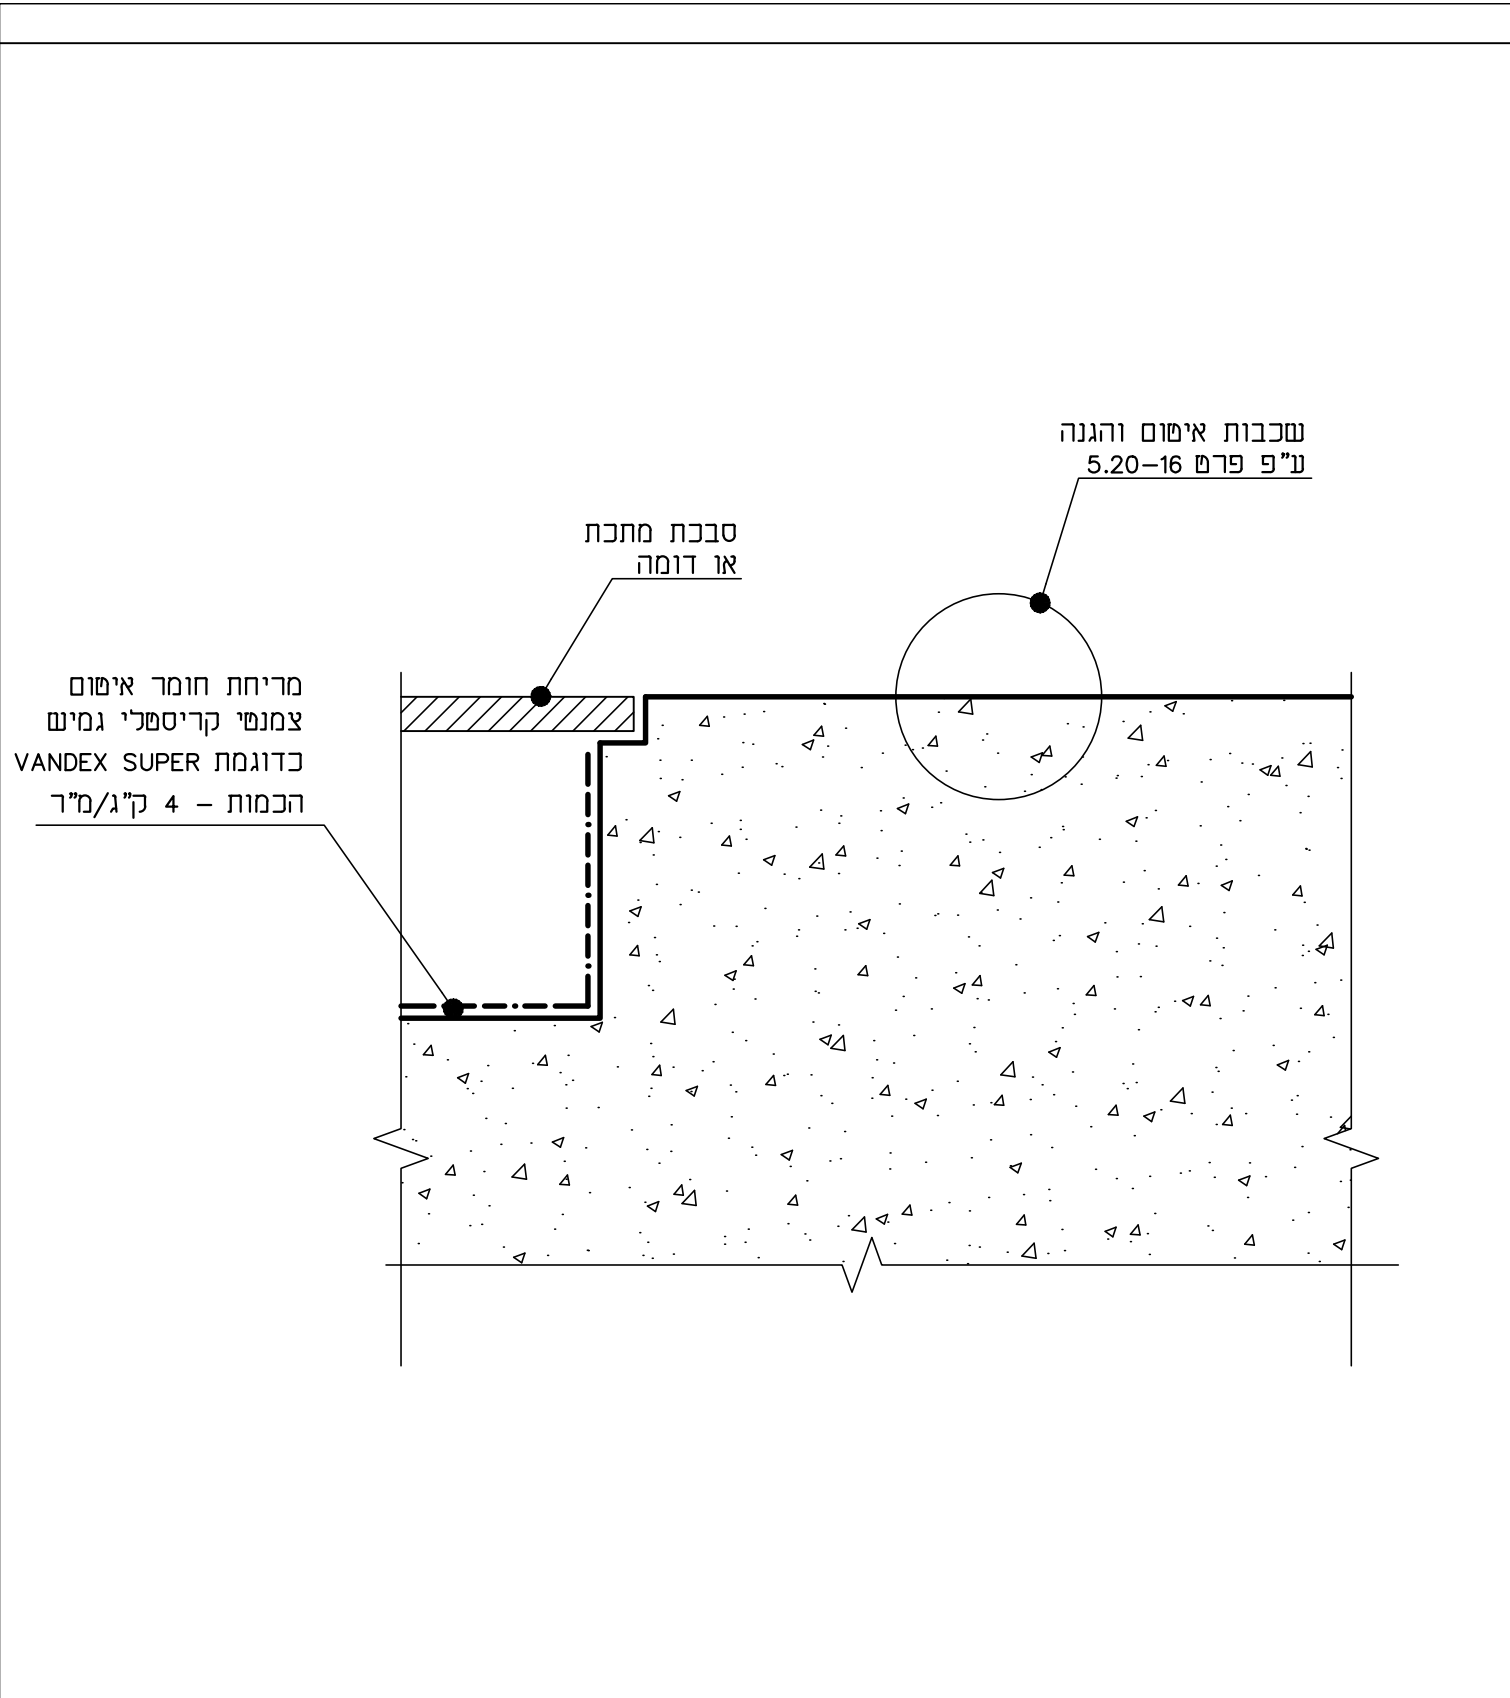 שכבות איטום והגנה
ע"פ פרט 5.20-16
סבכת מתכת
או דומה
מריחת חומר איטום
צמנטי קריסטלי גמיש
כדוגמת VANDEX SUPER
הכמות - 4 ק"ג/מ"ר